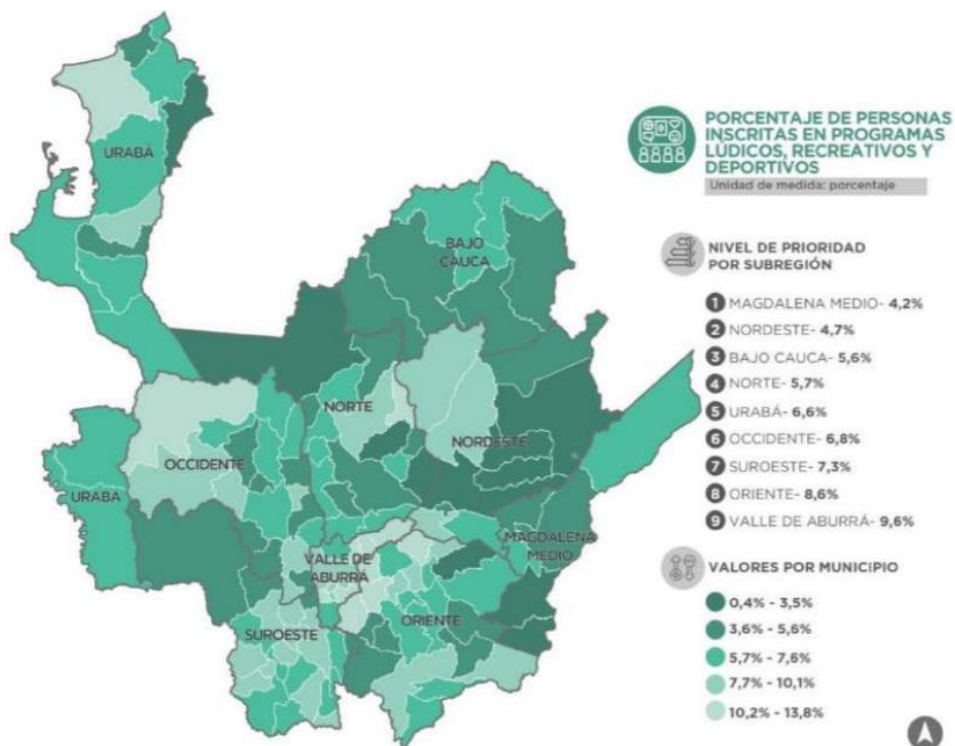 PORCENTAJE DE PERSONAS
INSCRITAS EN PROGRAMAS
LÚDICOS, RECREATIVOS Y
DEPORTIVOS
Unidad de medida: porcentaje
NIVEL DE PRIORIDAD
POR SUBREGIÓN
1 MAGDALENA MEDIO- 4,2%
2 NORDESTE- 4,7%
3 BAJO CAUCA- 5,6%
4 NORTE- 5,7%
5 URABÁ- 6,6%
6 OCCIDENTE- 6,8%
7 SUROESTE- 7,3%
8 ORIENTE- 8,6%
9 VALLE DE ABURRÁ- 9,6%
VALORES POR MUNICIPIO
0,4% - 3,5%
3,6% - 5,6%
5,7% - 7,6%
7,7% - 10,1%
10,2% - 13,8%
URABÁ
BAJO
CAUCA
NORTE
NORDESTE
OCCIDENTE
URABÁ
MAGDALENA
MEDIO
VALLE DE
ABURRÁ
ORIENTE
SUROESTE